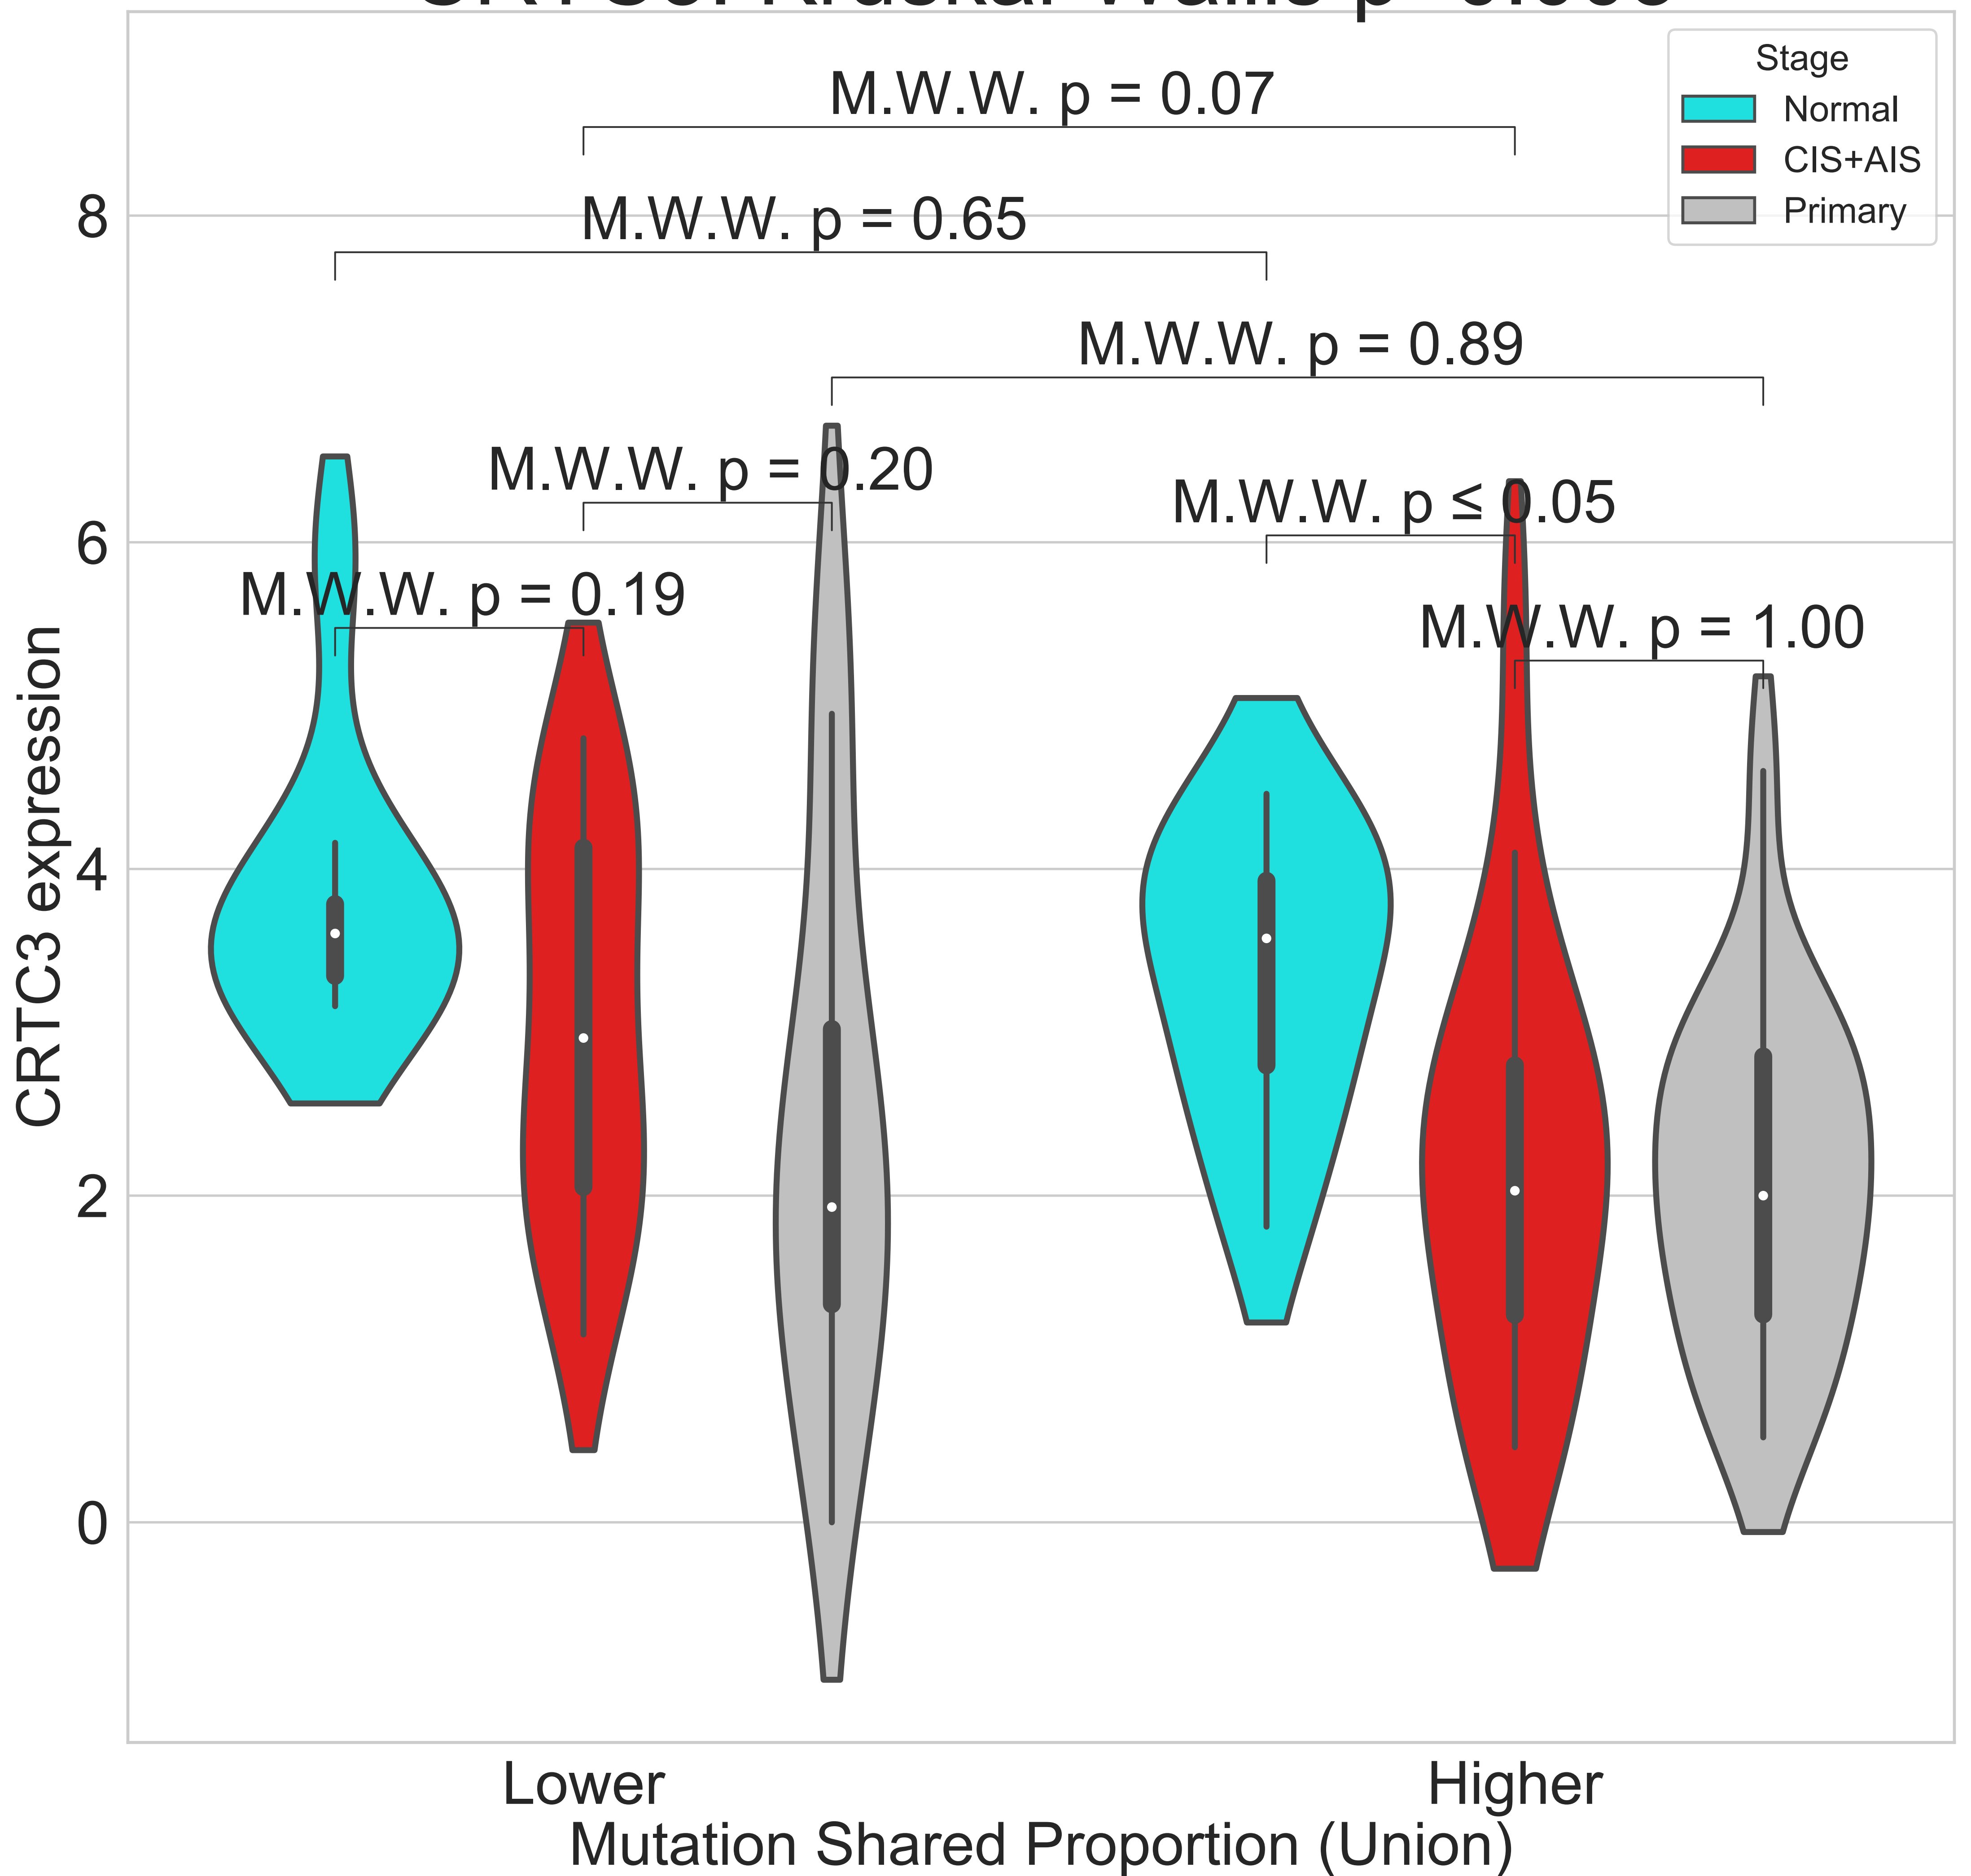 Stage
Normal
CIS+AIS
Primary
M.W.W. p = 0.07
M.W.W. p = 0.65
M.W.W. p = 0.89
M.W.W. p = 0.20
M.W.W. p ≤ 0.05
M.W.W. p = 0.19
M.W.W. p = 1.00
8
6
4
2
0
CRTC3 expression
Lower
Higher
Mutation Shared Proportion (Union)